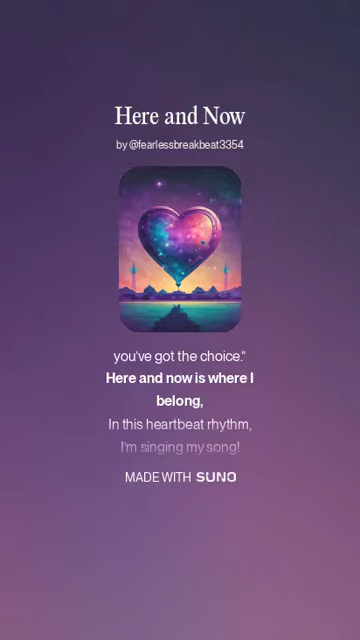 Here and Now
by @fearlessbreakbeat3354
you've got the choice."
Here and now is where I
belong,
In this heartbeat rhythm,
I'm singing my song!
MADE WITH SUNO